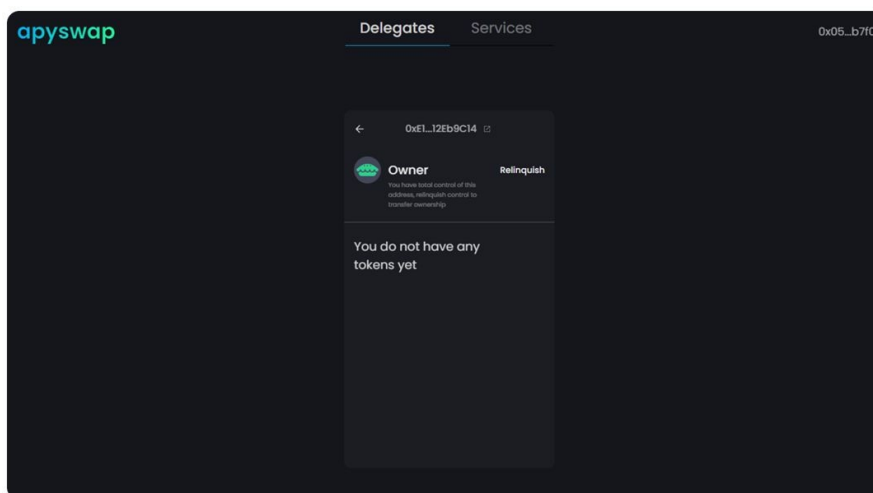 apyswap
Delegates
Services
0x05...b7f0
0xE1...12Eb9C14
Owner
Relinquish
You have total control of this
address, relinquish control to
transfer ownership
You do not have any
tokens yet